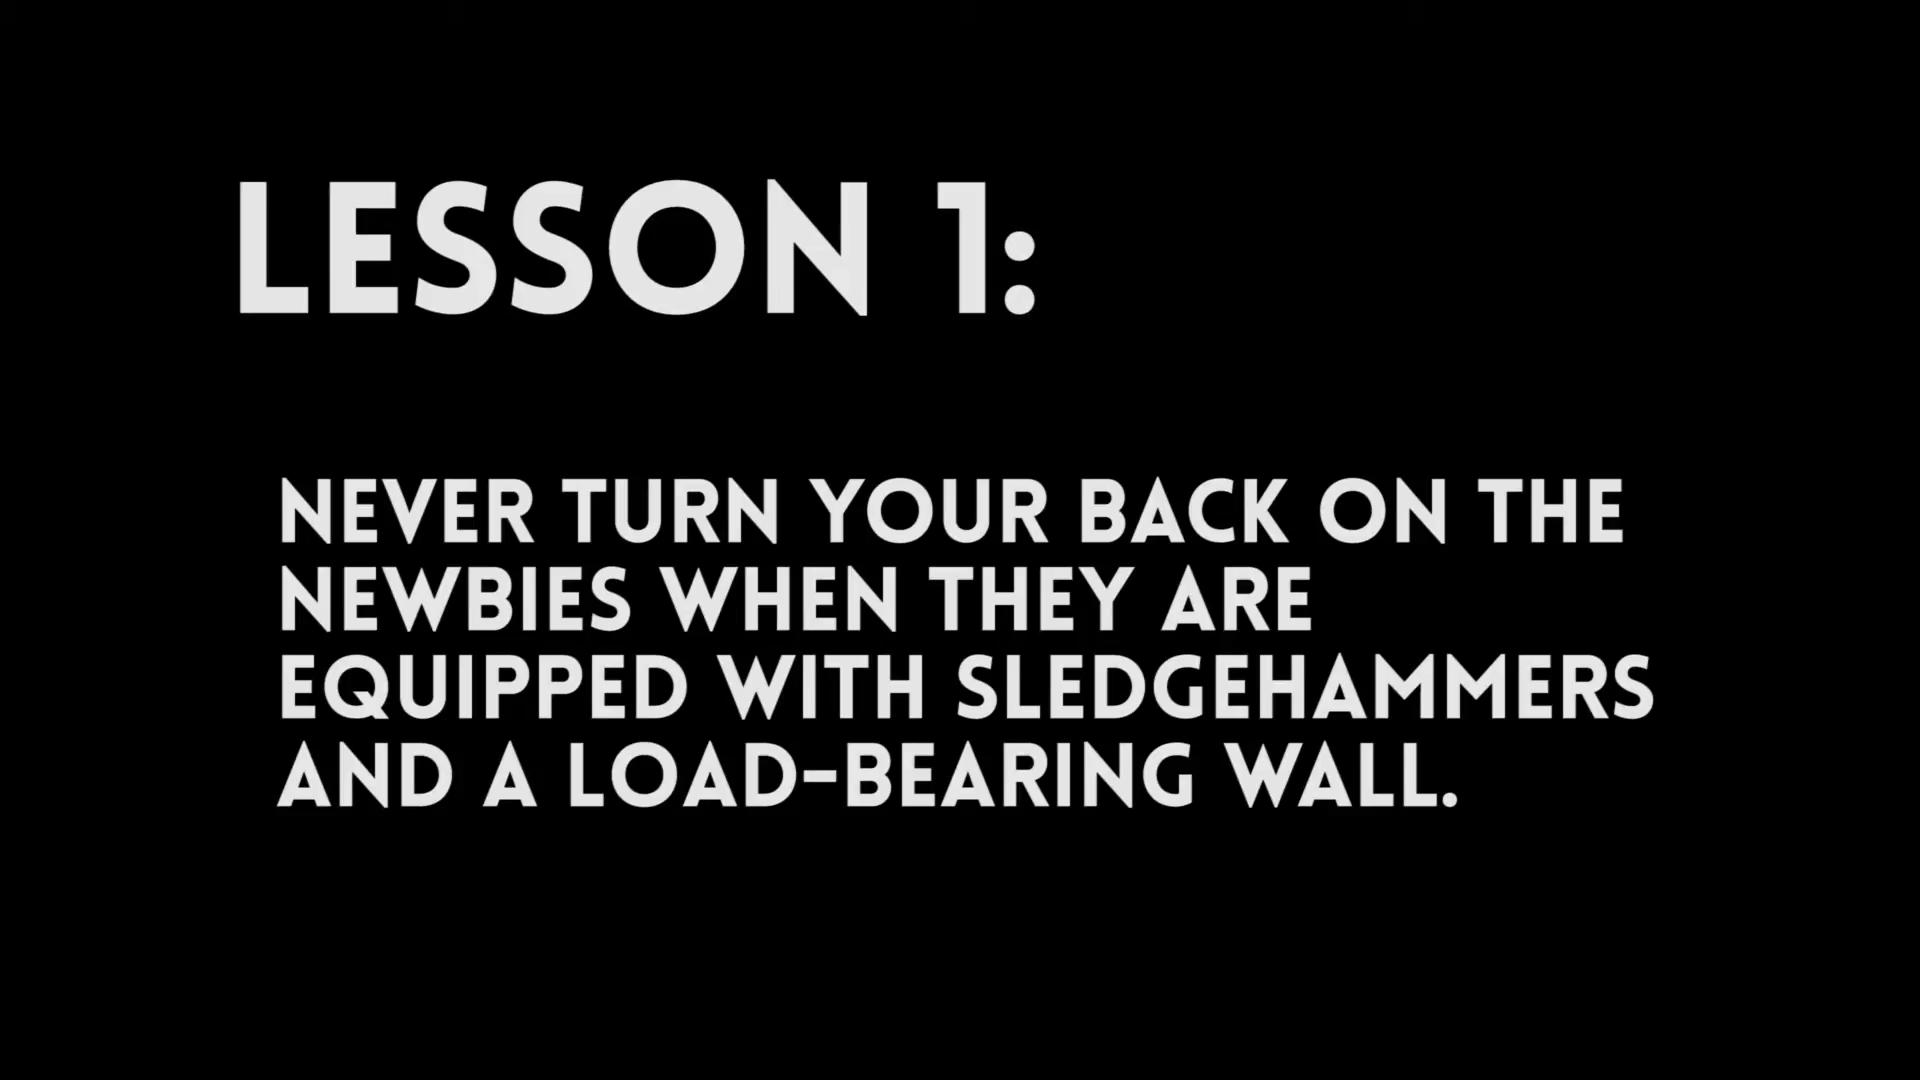 LESSON 1:
NEVER TURN YOUR BACK ON THE
NEWBIES WHEN THEY ARE
EQUIPPED WITH SLEDGEHAMMERS
AND A LOAD-BEARING WALL.